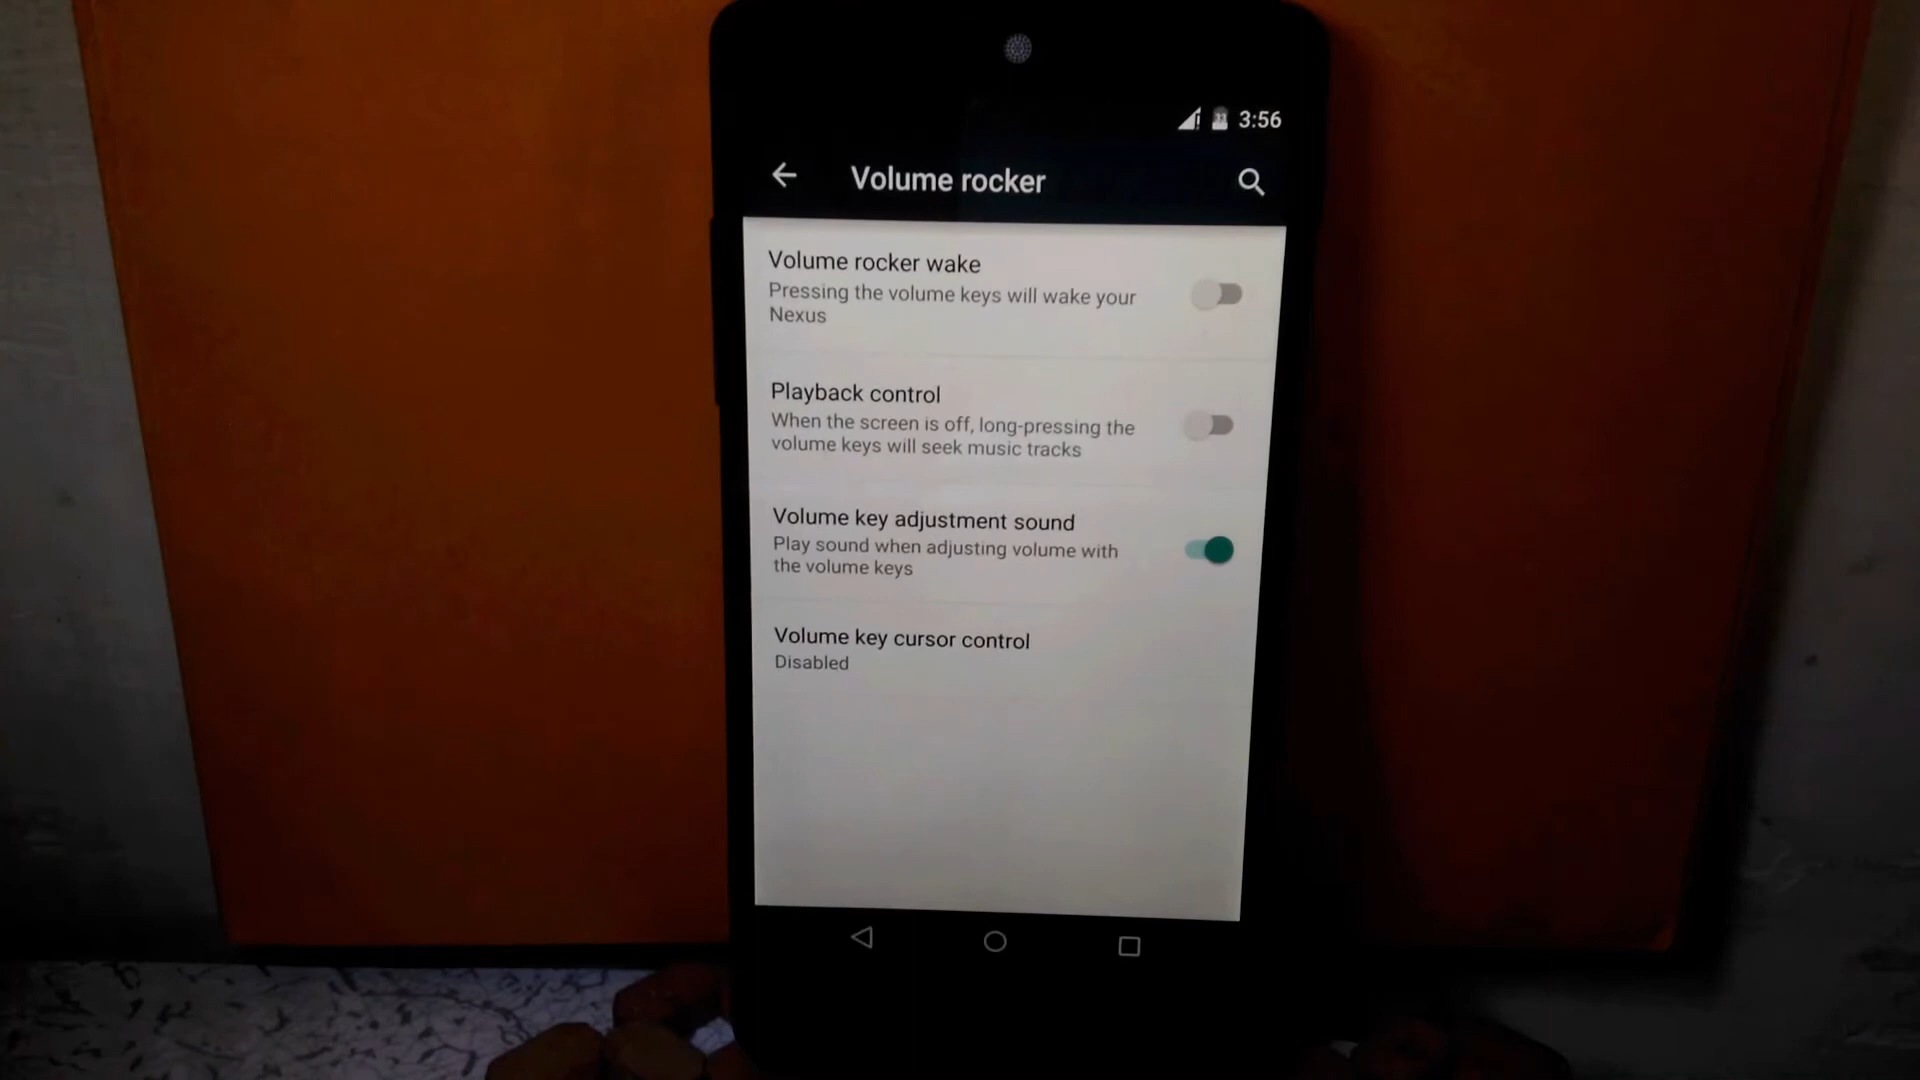 3:56
Volume rocker
Volume rocker wake
Pressing the volume keys will wake your
Nexus
Playback control
When the screen is off, long-pressing the
volume keys will seek music tracks
Volume key adjustment sound
Play sound when adjusting volume with
the volume keys
Volume key cursor control
Disabled